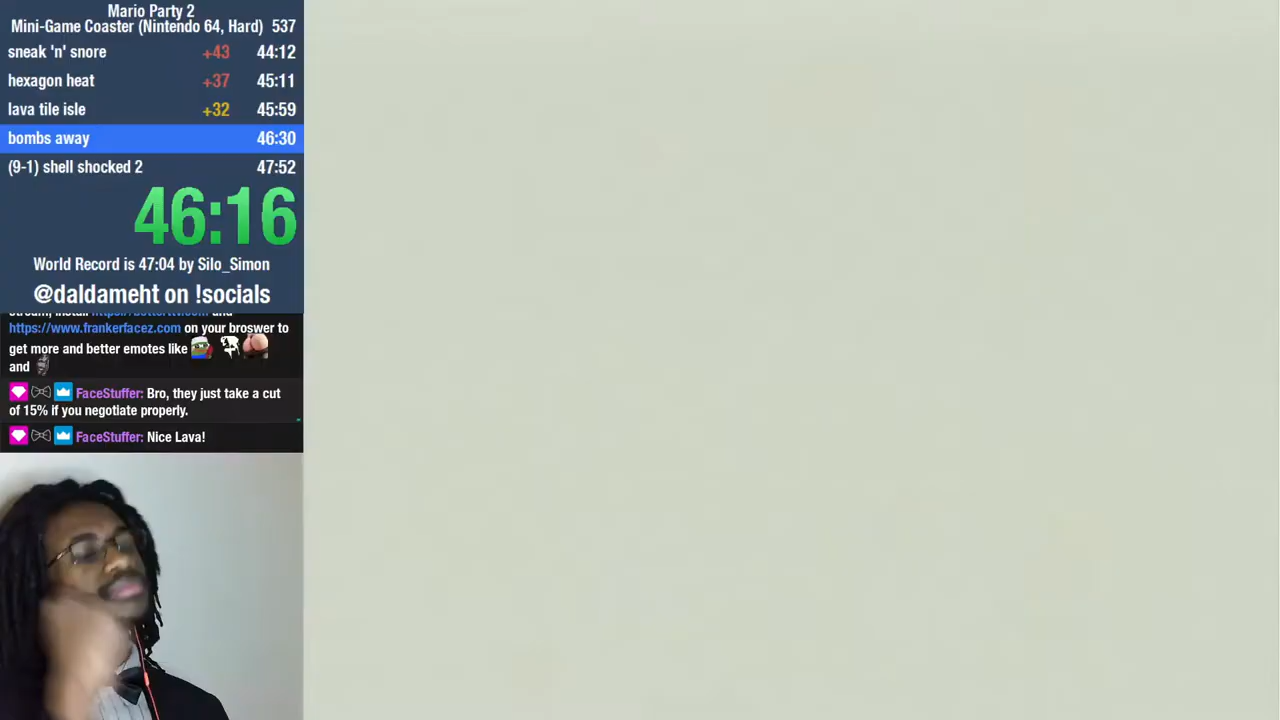 Mario Party 2
Mini-Game Coaster (Nintendo 64, Hard) 537
sneak 'n' snore +43 44:12
hexagon heat +37 45:11
lava tile isle +32 45:59
bombs away 46:30
(9-1) shell shocked 2 47:52
46:16
World Record is 47:04 by Silo_Simon
@daldameht on !socials
https://www.frankerfacez.com on your broswer to
get more and better emotes like
and
FaceStuffer: Bro, they just take a cut
of 15% if you negotiate properly.
FaceStuffer: Nice Lava!